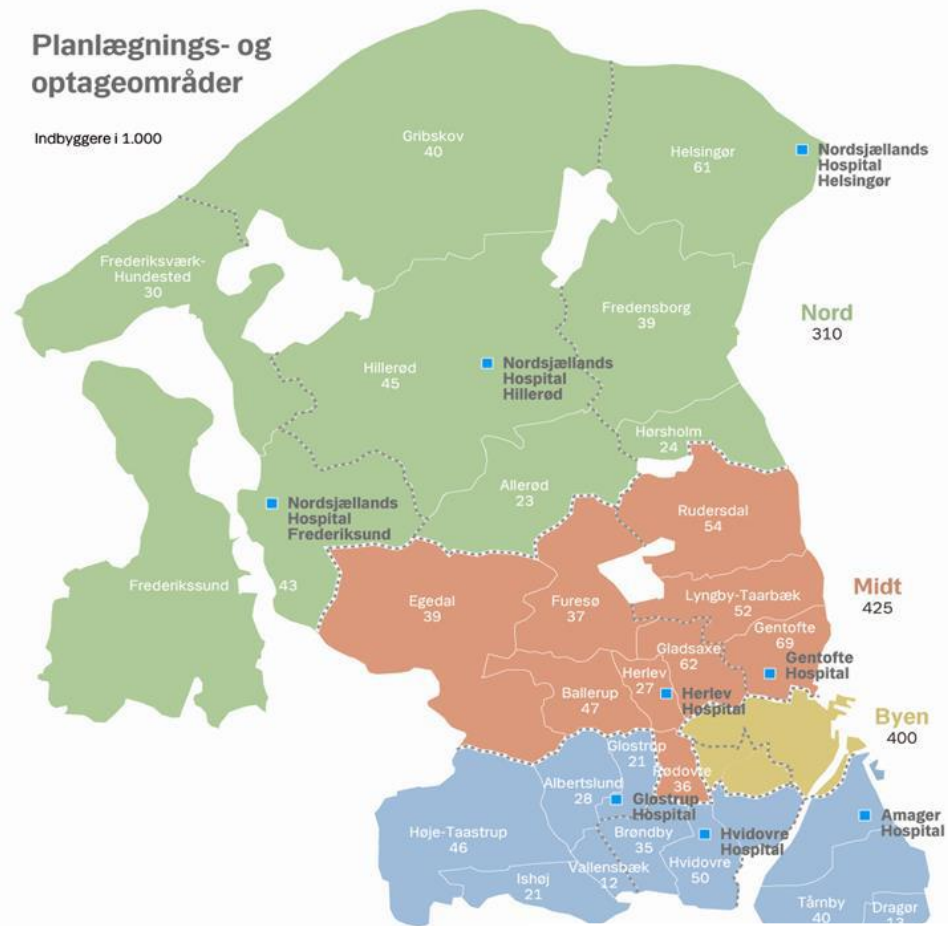 Planlægnings- og
optageområder
Indbyggere i 1.000
Gribskov
40
Helsingør
61
Nordsjællands
Hospital
Helsingør
Frederiksværk-
Hundested
30
Fredensborg
39
Nord
310
Hillerød
45
Nordsjællands
Hospital
Hillerød
Hørsholm
24
Allerød
23
Nordsjællands
Hospital
Frederiksund
Rudersdal
54
Frederikssund
43
Egedal
39
Furesø
37
Lyngby-Taarbæk
52
Midt
425
Gentofte
69
Gladsaxe
62
Gentofte
Hospital
Herlev
27
Herlev
Hospital
Ballerup
47
Byen
400
Glostrup
21
Rødovre
36
Albertslund
28
Glostrup
Hospital
Amager
Hospital
Høje-Taastrup
46
Brøndby
35
Hvidovre
Hospital
Vallensbæk
12
Hvidovre
50
Ishøj
21
Tårnby
40
Dragør
13